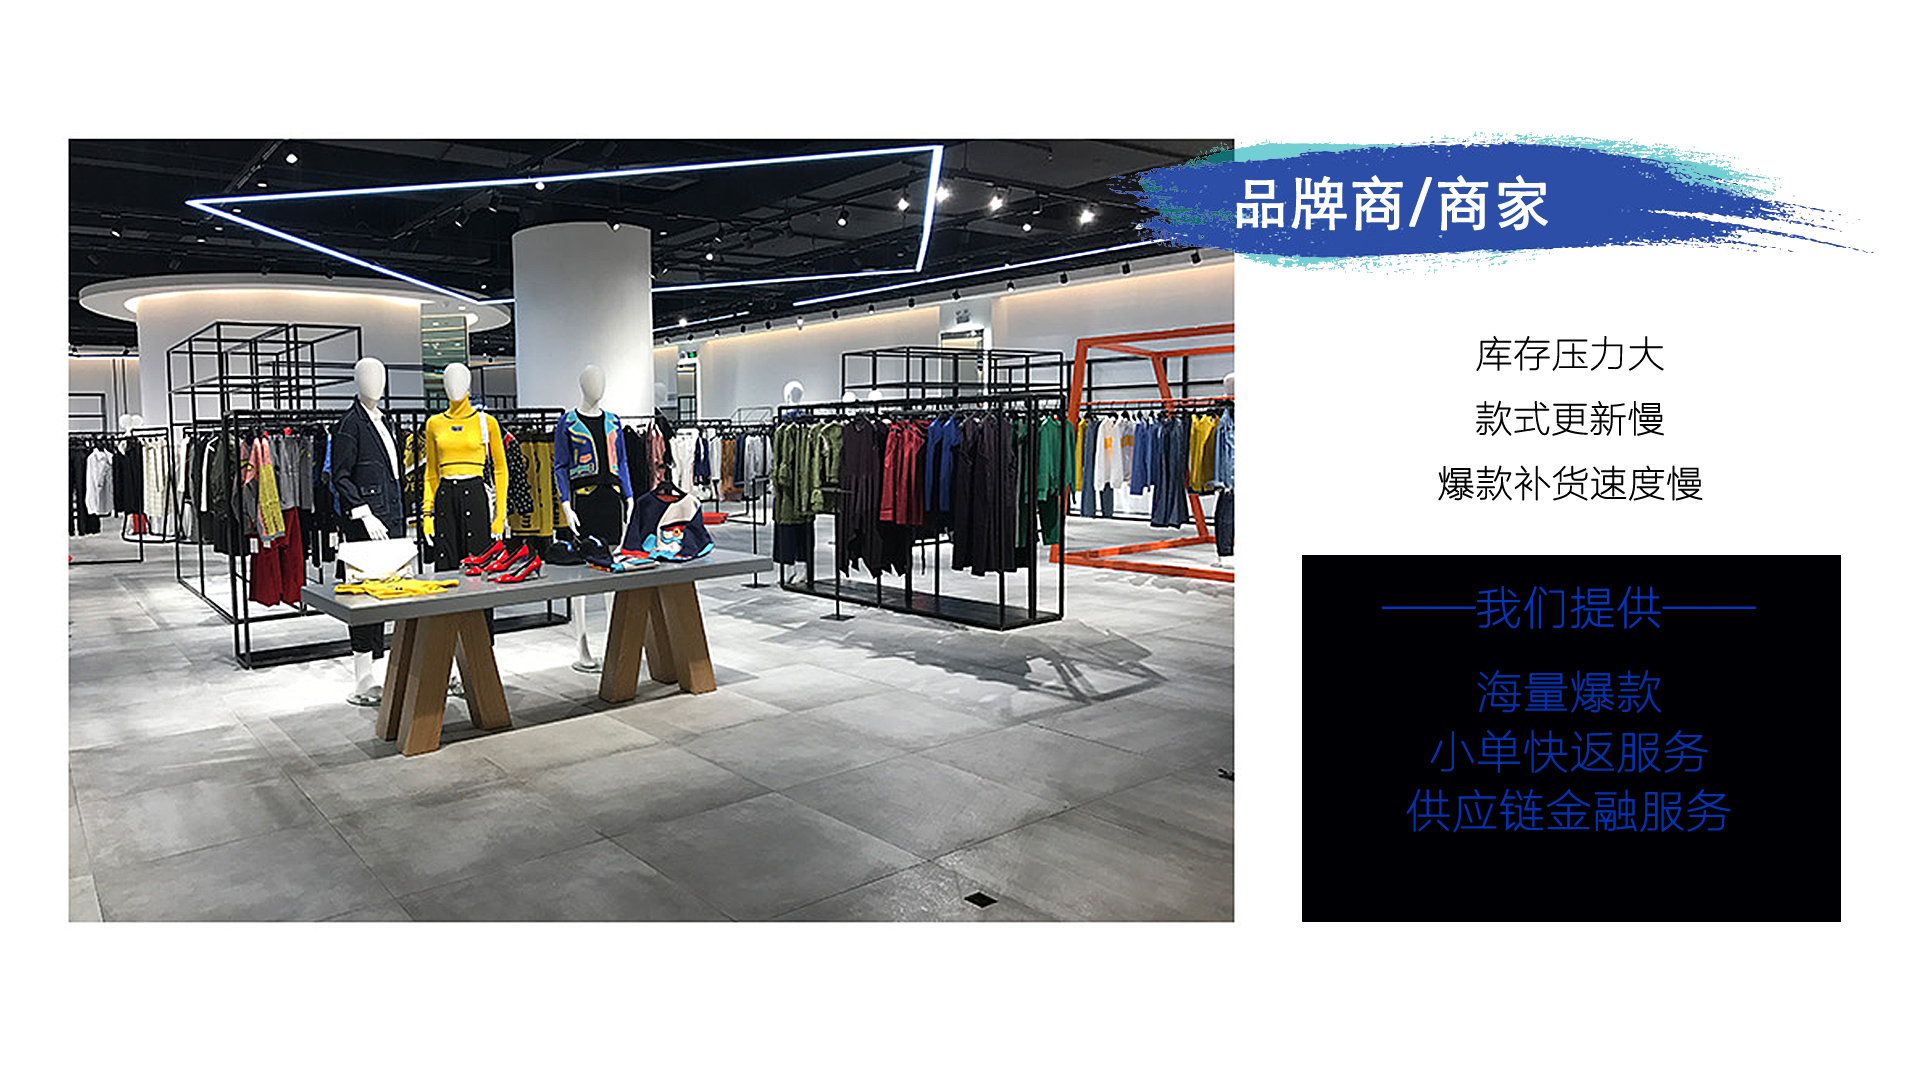 品牌商/商家
库存压力大
款式更新慢
爆款补货速度慢
——我们提供——
海量爆款
小单快返服务
供应链金融服务